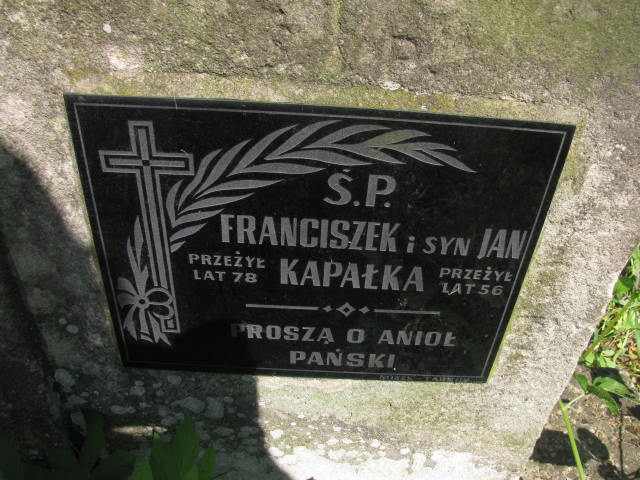 Ś.P.
FRANCISZEK i SYN JAN
PRZEŻYŁ LAT 78 KAPAŁKA PRZEŻYŁ LAT 56
PROSZĄ O ANIOŁ
PAŃSKI